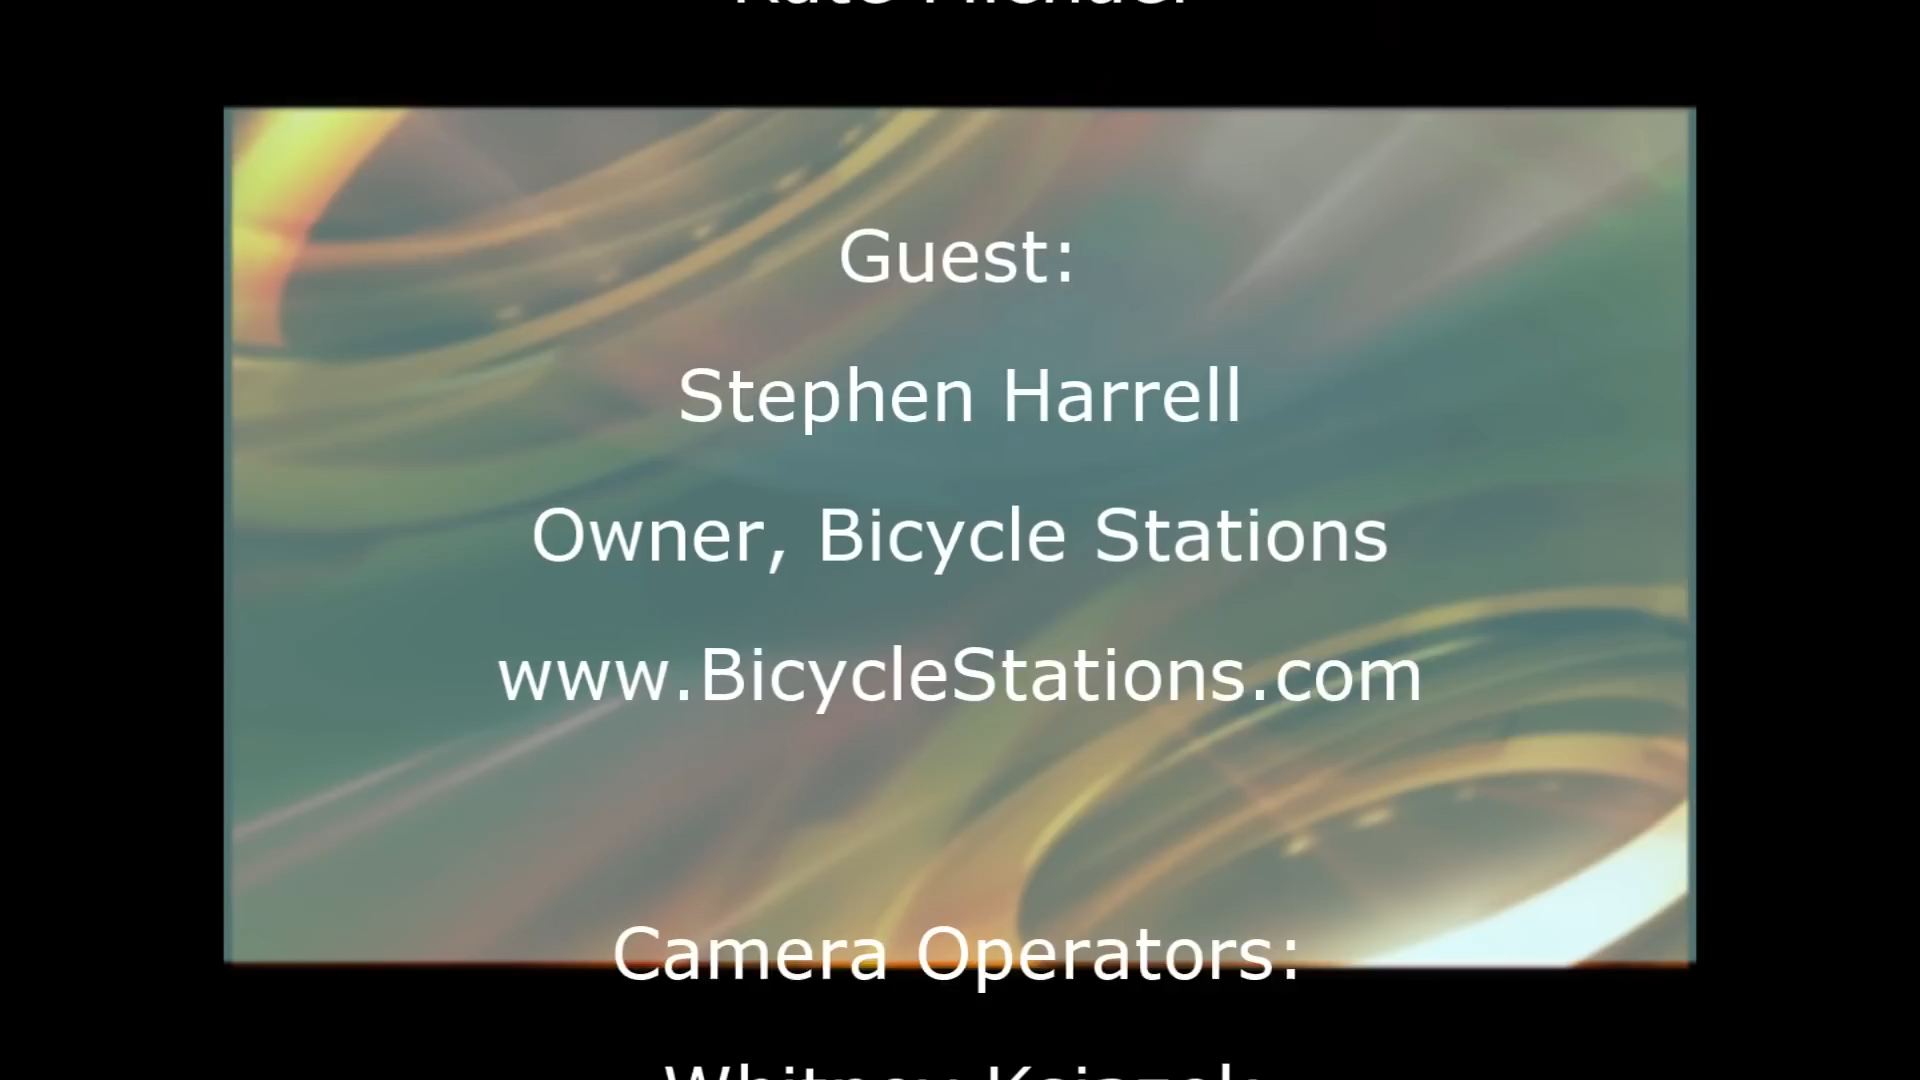 Guest:
Stephen Harrell
Owner, Bicycle Stations
www.BicycleStations.com
Camera Operators: